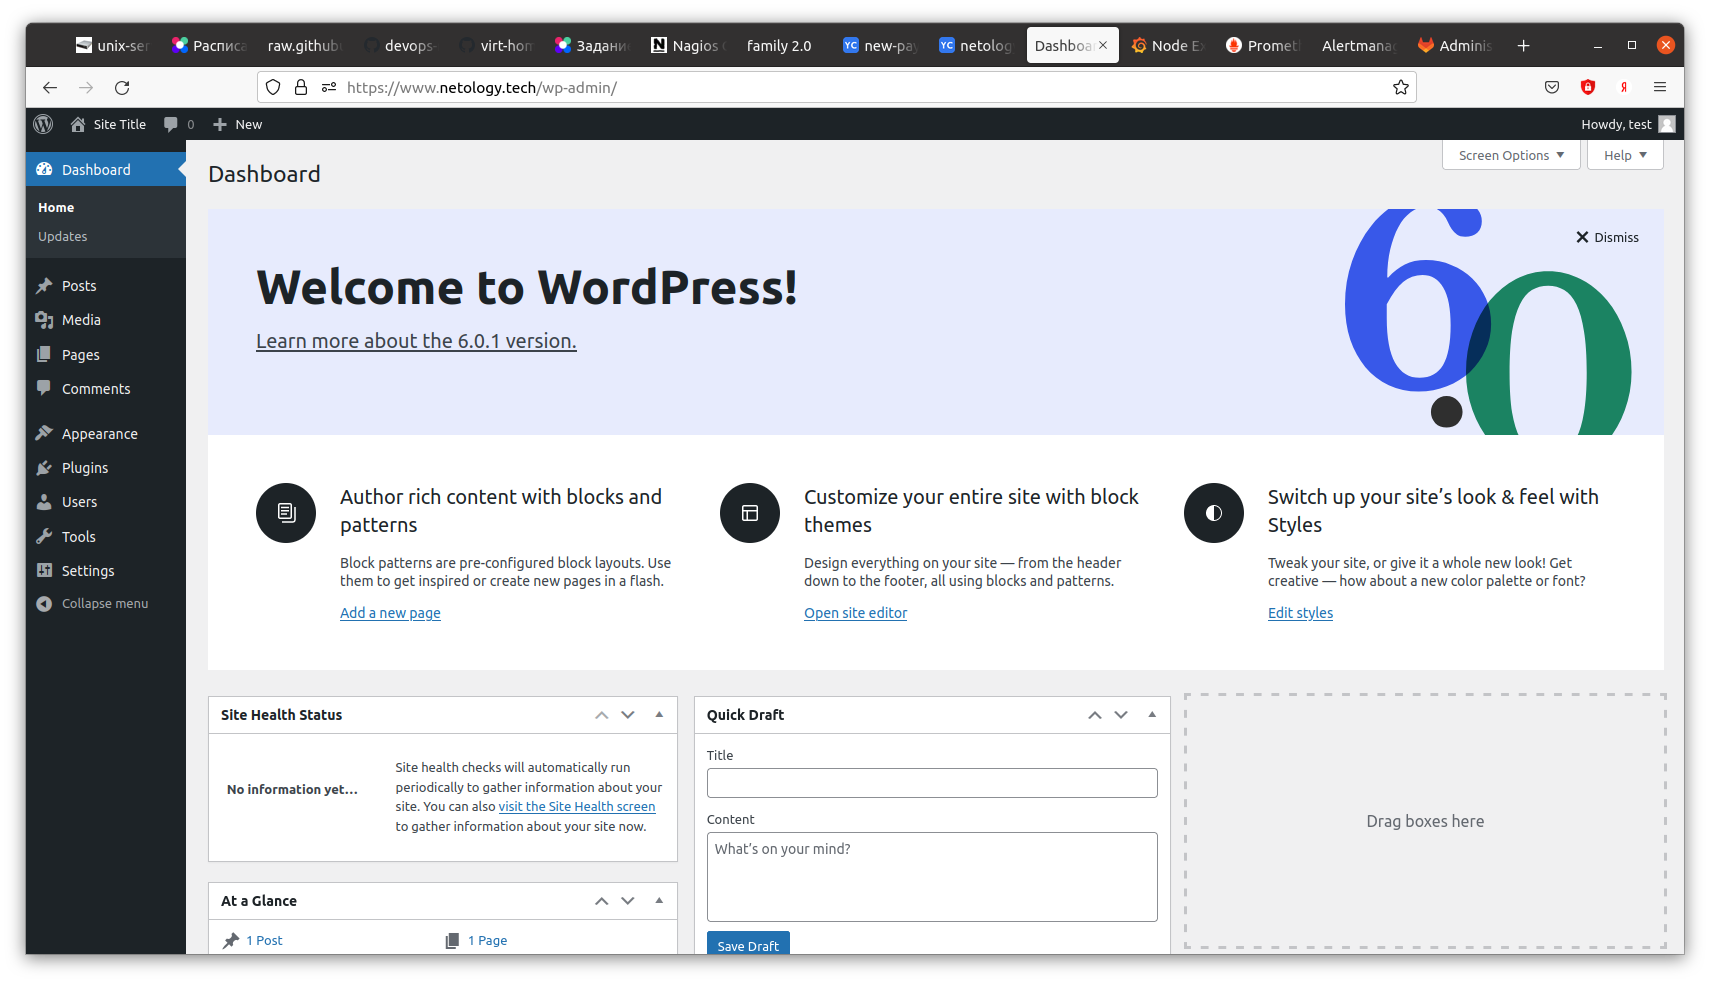 unix-ser Расписа raw.githubu devops- virt-hom Задани Nagios family 2.0 YC new-pay YC netology Dashboa Node Ex Prometh Alertmanag Adminis
https://www.netology.tech/wp-admin/
Site Title 0 New Howdy, test
Dashboard
Home
Updates
Posts
Media
Pages
Comments
Appearance
Plugins
Users
Tools
Settings
Collapse menu
Screen Options Help
Dashboard
Dismiss
6.0
Welcome to WordPress!
Learn more about the 6.0.1 version.
Author rich content with blocks and
patterns
Block patterns are pre-configured block layouts. Use
them to get inspired or create new pages in a flash.
Add a new page
Customize your entire site with block
themes
Design everything on your site — from the header
down to the footer, all using blocks and patterns.
Open site editor
Switch up your site’s look & feel with
Styles
Tweak your site, or give it a whole new look! Get
creative — how about a new color palette or font?
Edit styles
Site Health Status
No information yet…
Site health checks will automatically run
periodically to gather information about your
site. You can also visit the Site Health screen
to gather information about your site now.
At a Glance
1 Post 1 Page
Quick Draft
Title
Content
What’s on your mind?
Save Draft
Drag boxes here